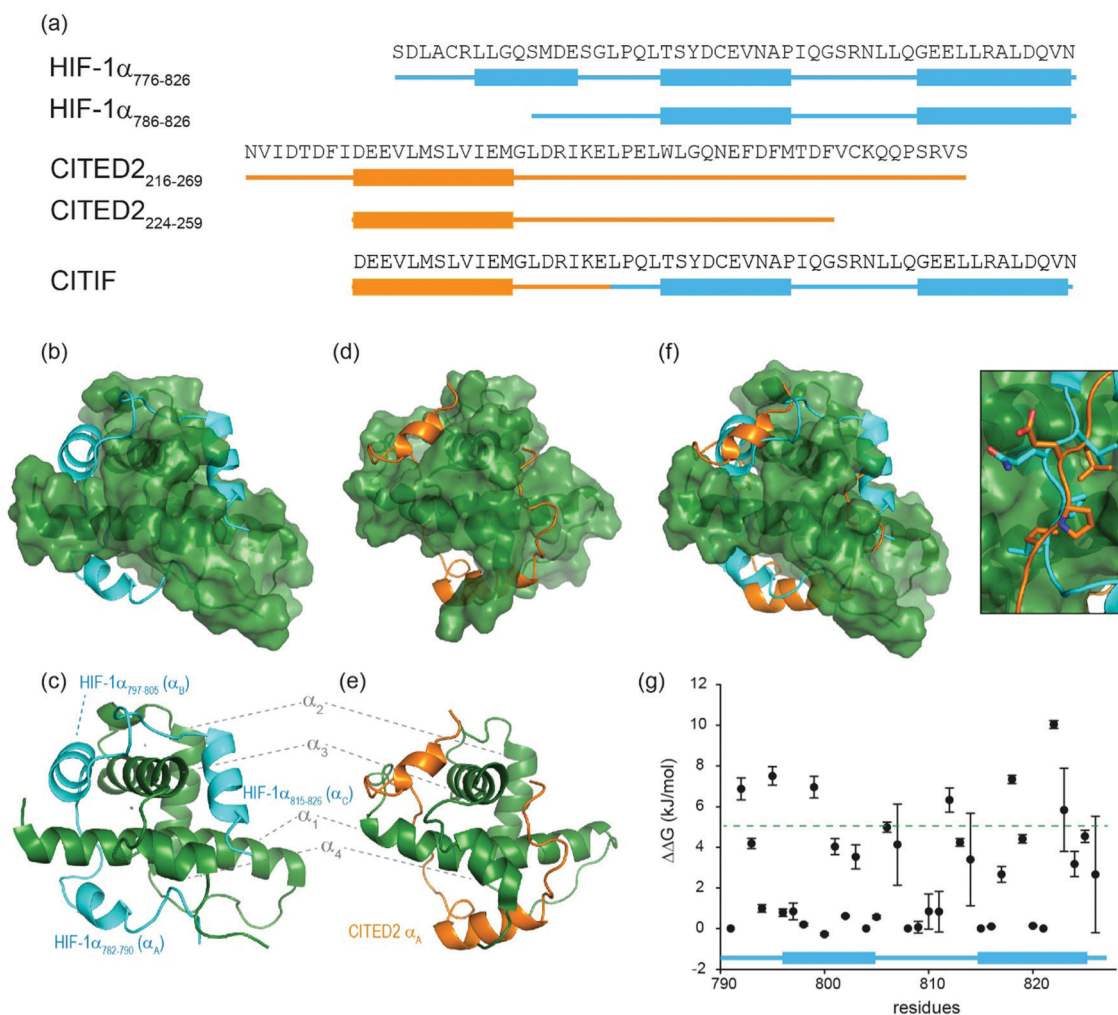 (a)
SDLACRLLGQSMDESGLPQLTSYDCEVNAPIQGSRNLLQGEELLRALDQVN
HIF-1α776-826
HIF-1α786-826
NVIDTDFIDEEVLMSLVIEMGLDRIKELPELWLGQNEFDFMTDFVCKQQPSRVS
CITED2216-269
CITED2224-259
DEEVLMSLVIEMGLDRIKELPQLTSYDCEVNAPIQGSRNLLQGEELLRALDQVN
CITIF
(b)
(d)
(f)
(c)
HIF-1α797-805 (αB)
α2
α3
HIF-1α815-826 (αC)
α1
α4
HIF-1α782-790 (αA)
(e)
CITED2 αA
(g)
12
10
8
6
4
2
0
-2
ΔΔG (kJ/mol)
790
800
810
820
residues